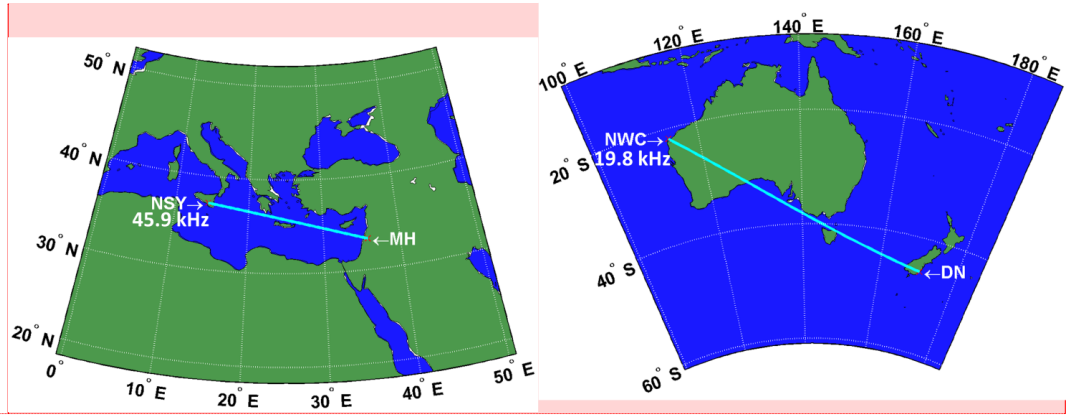 50° N
40° N
30° N
20° N
0°
10° E
20° E
30° E
40° E
50° E
NSY→
45.9 kHz
←MH
100° E
120° E
140° E
160° E
180° E
20° S
40° S
60° S
NWC→
19.8 kHz
←DN